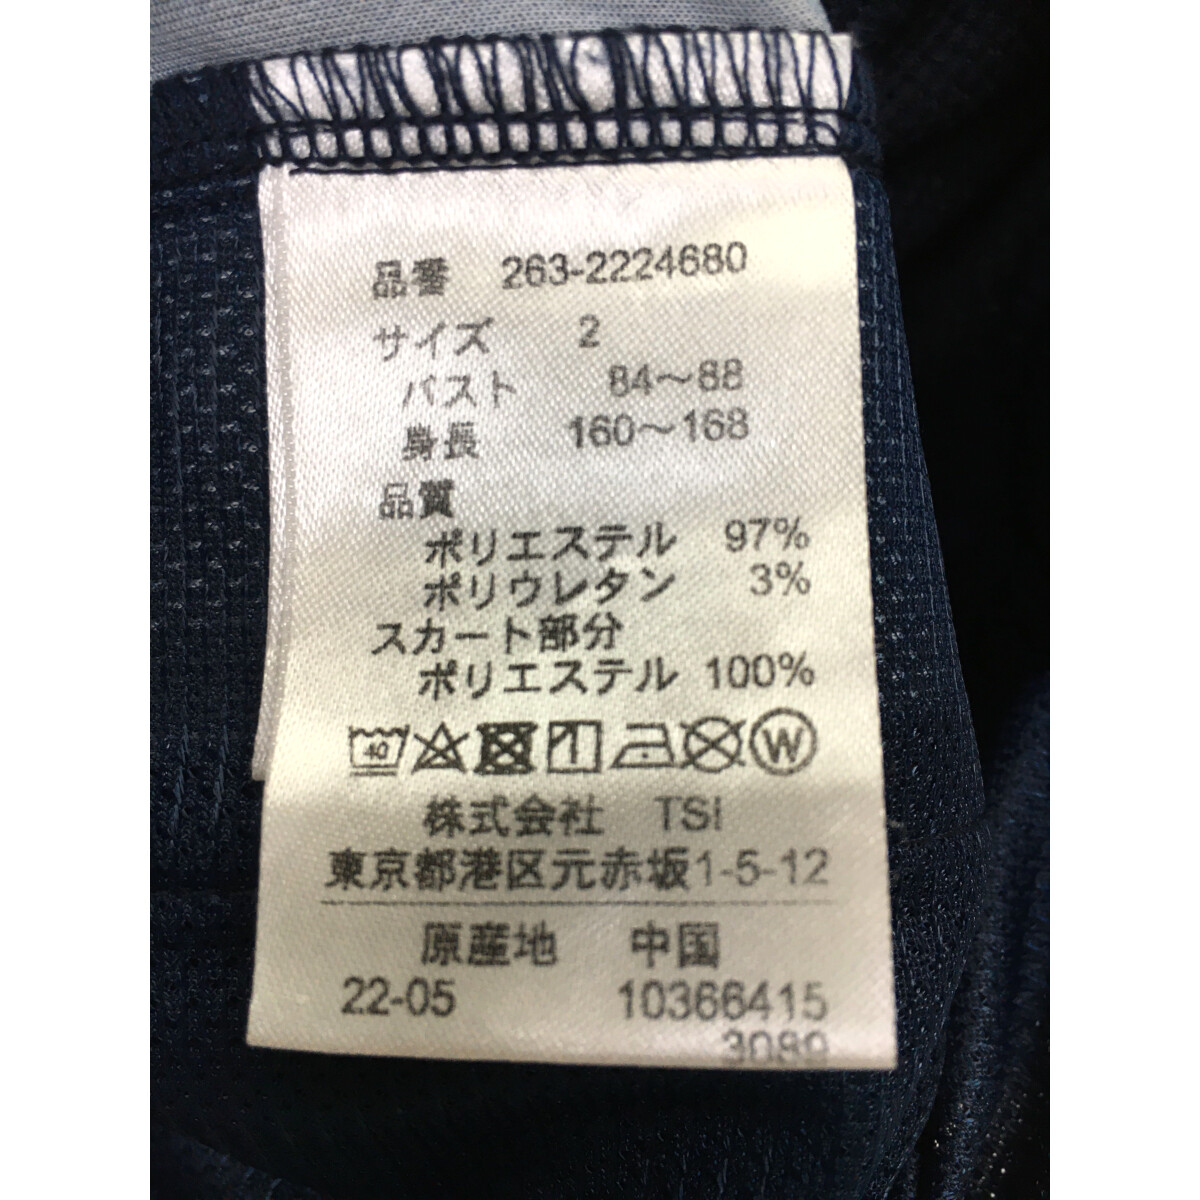 品番 263-2224680
サイズ 2
バスト 84～88
身長 160～168
品質
ポリエステル 97%
ポリウレタン 3%
スカート部分
ポリエステル 100%
40 W
株式会社 TSI
東京都港区元赤坂1-5-12
原産地 中国
22-05 10366415
3089